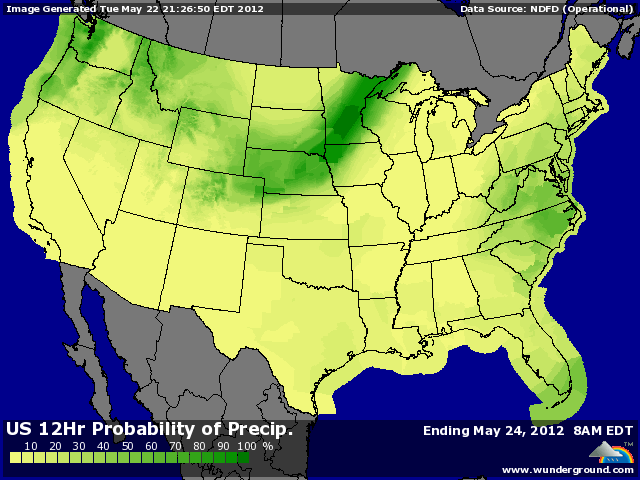 Image Generated Tue May 22 21:26:50 EDT 2012 Data Source: NDFD (Operational)
US 12Hr Probability of Precip.
Ending May 24, 2012 8AM EDT
10 20 30 40 50 60 70 80 90 100 %
TM
www.wunderground.com